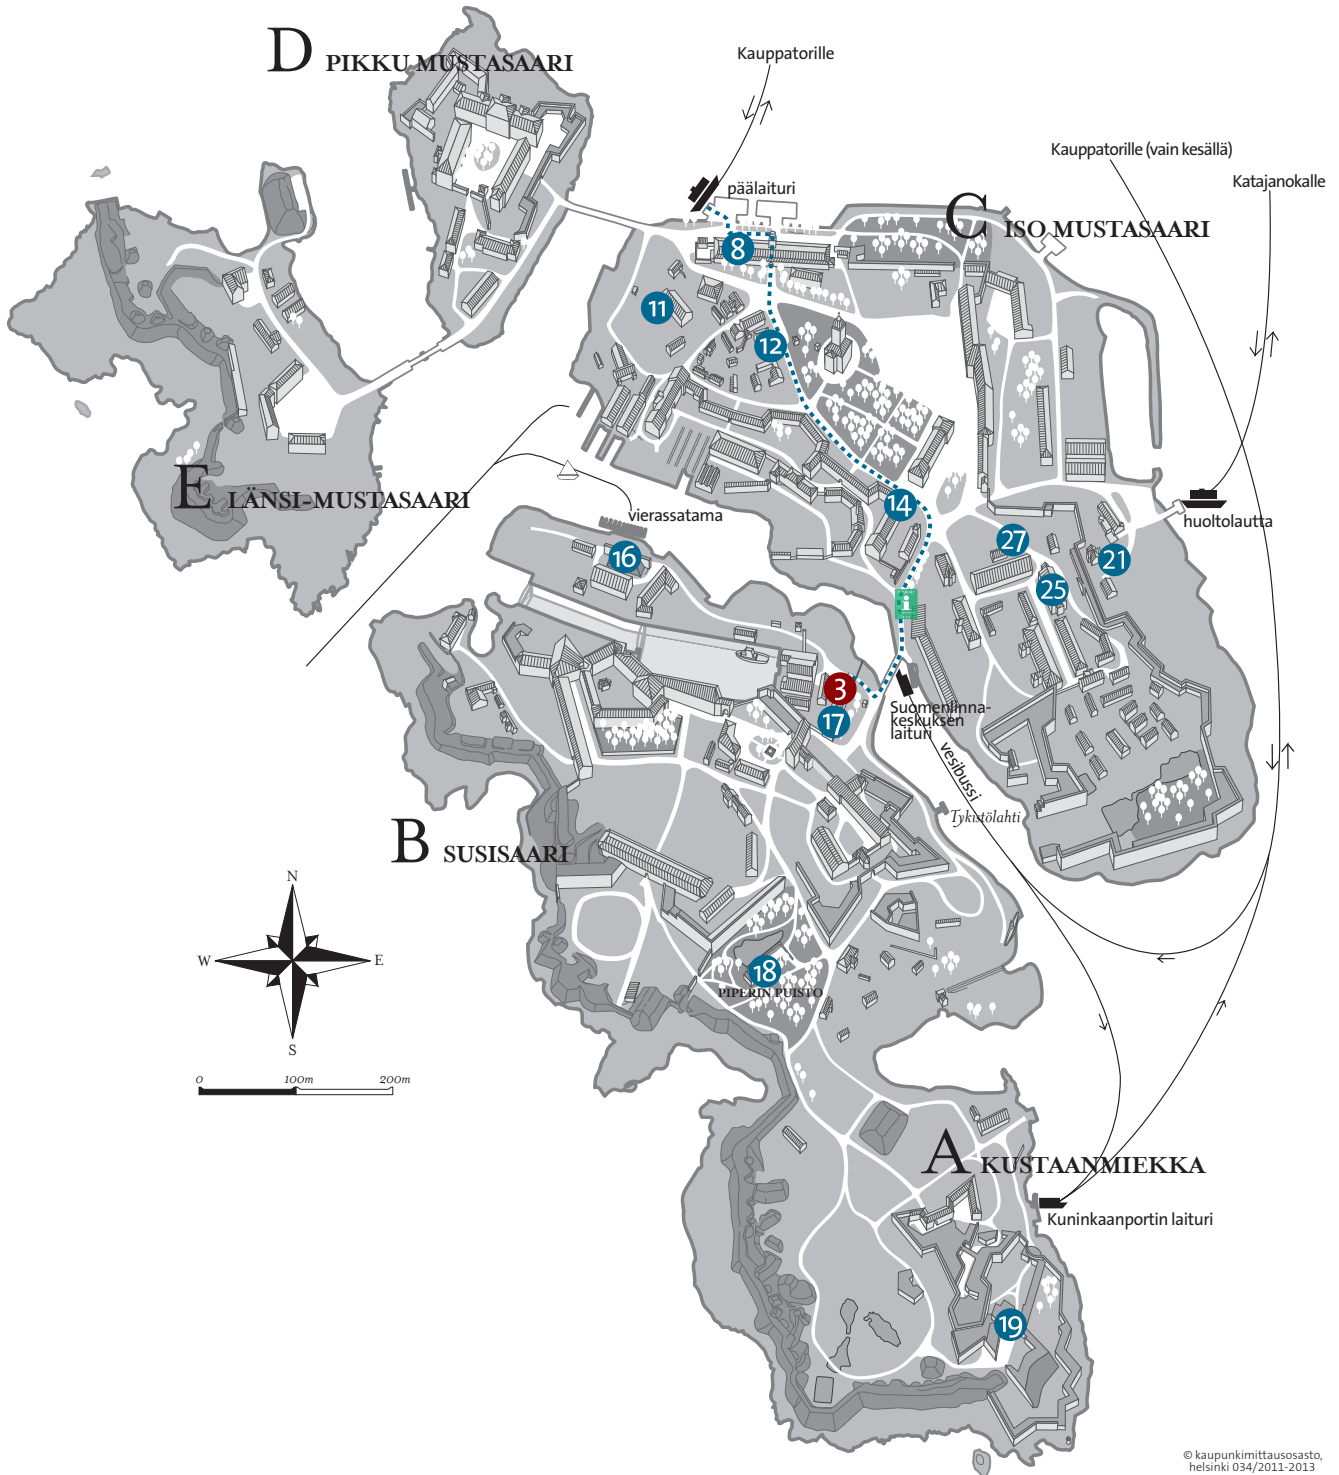 D PIKKU MUSTASAARI
Kauppatorille
Kauppatorille (vain kesällä)
Katajanokalle
päälaituri
C ISO MUSTASAARI
8
11
12
E LÄNSI-MUSTASAARI
vierassatama
14
huoltolautta
16
27
21
25
i
3
17
Suomenlinna-
keskuksen
laituri
vesibussi
Tykistölahti
B SUSISAARI
N
W
E
S
18
PIPERIN PUISTO
0 100m 200m
A KUSTAANMIEKKA
Kuninkaanportin laituri
19
© kaupunkimittausosasto,
helsinki 034/2011-2013